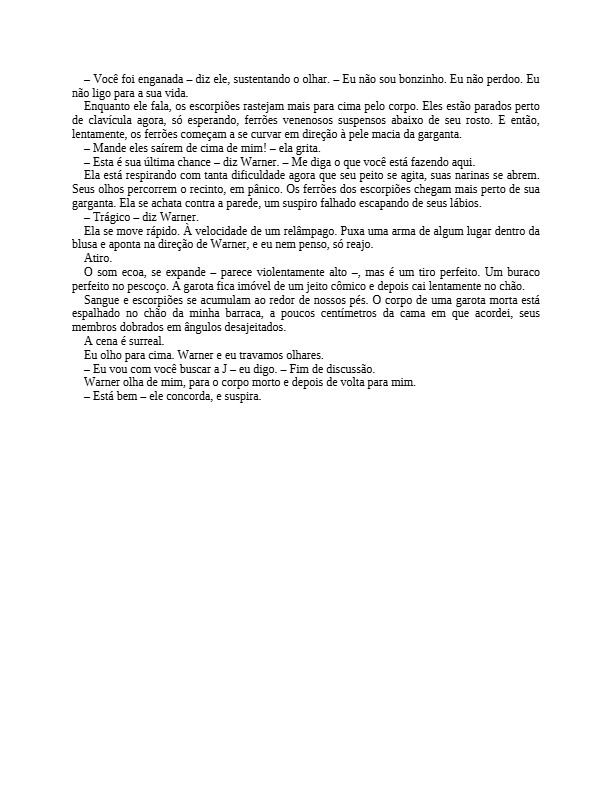 – Você foi enganada – diz ele, sustentando o olhar. – Eu não sou bonzinho. Eu não perdoo. Eu
não ligo para a sua vida.
Enquanto ele fala, os escorpiões rastejam mais para cima pelo corpo. Eles estão parados perto
de clavícula agora, só esperando, ferrões venenosos suspensos abaixo de seu rosto. E então,
lentamente, os ferrões começam a se curvar em direção à pele macia da garganta.
– Mande eles saírem de cima de mim! – ela grita.
– Esta é sua última chance – diz Warner. – Me diga o que você está fazendo aqui.
Ela está respirando com tanta dificuldade agora que seu peito se agita, suas narinas se abrem.
Seus olhos percorrem o recinto, em pânico. Os ferrões dos escorpiões chegam mais perto de sua
garganta. Ela se achata contra a parede, um suspiro falhado escapando de seus lábios.
– Trágico – diz Warner.
Ela se move rápido. À velocidade de um relâmpago. Puxa uma arma de algum lugar dentro da
blusa e aponta na direção de Warner, e eu nem penso, só reajo.
Atiro.
O som ecoa, se expande – parece violentamente alto –, mas é um tiro perfeito. Um buraco
perfeito no pescoço. A garota fica imóvel de um jeito cômico e depois cai lentamente no chão.
Sangue e escorpiões se acumulam ao redor de nossos pés. O corpo de uma garota morta está
espalhado no chão da minha barraca, a poucos centímetros da cama em que acordei, seus
membros dobrados em ângulos desajeitados.
A cena é surreal.
Eu olho para cima. Warner e eu travamos olhares.
– Eu vou com você buscar a J – eu digo. – Fim de discussão.
Warner olha de mim, para o corpo morto e depois de volta para mim.
– Está bem – ele concorda, e suspira.